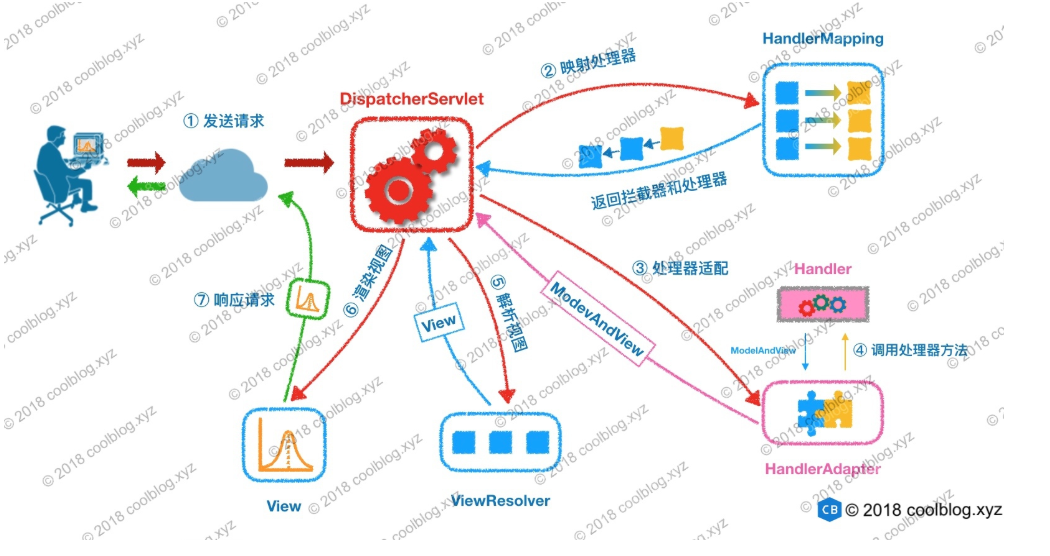 HandlerMapping
② 映射处理器
DispatcherServlet
① 发送请求
返回拦截器和处理器
③ 处理器适配
Handler
⑦ 响应请求
⑥ 渲染视图
⑤ 解析视图
View
ModevAndView
ModelAndView
④ 调用处理器方法
HandlerAdapter
View
ViewResolver
CB © 2018 coolblog.xyz
© 2018 coolblog.xyz